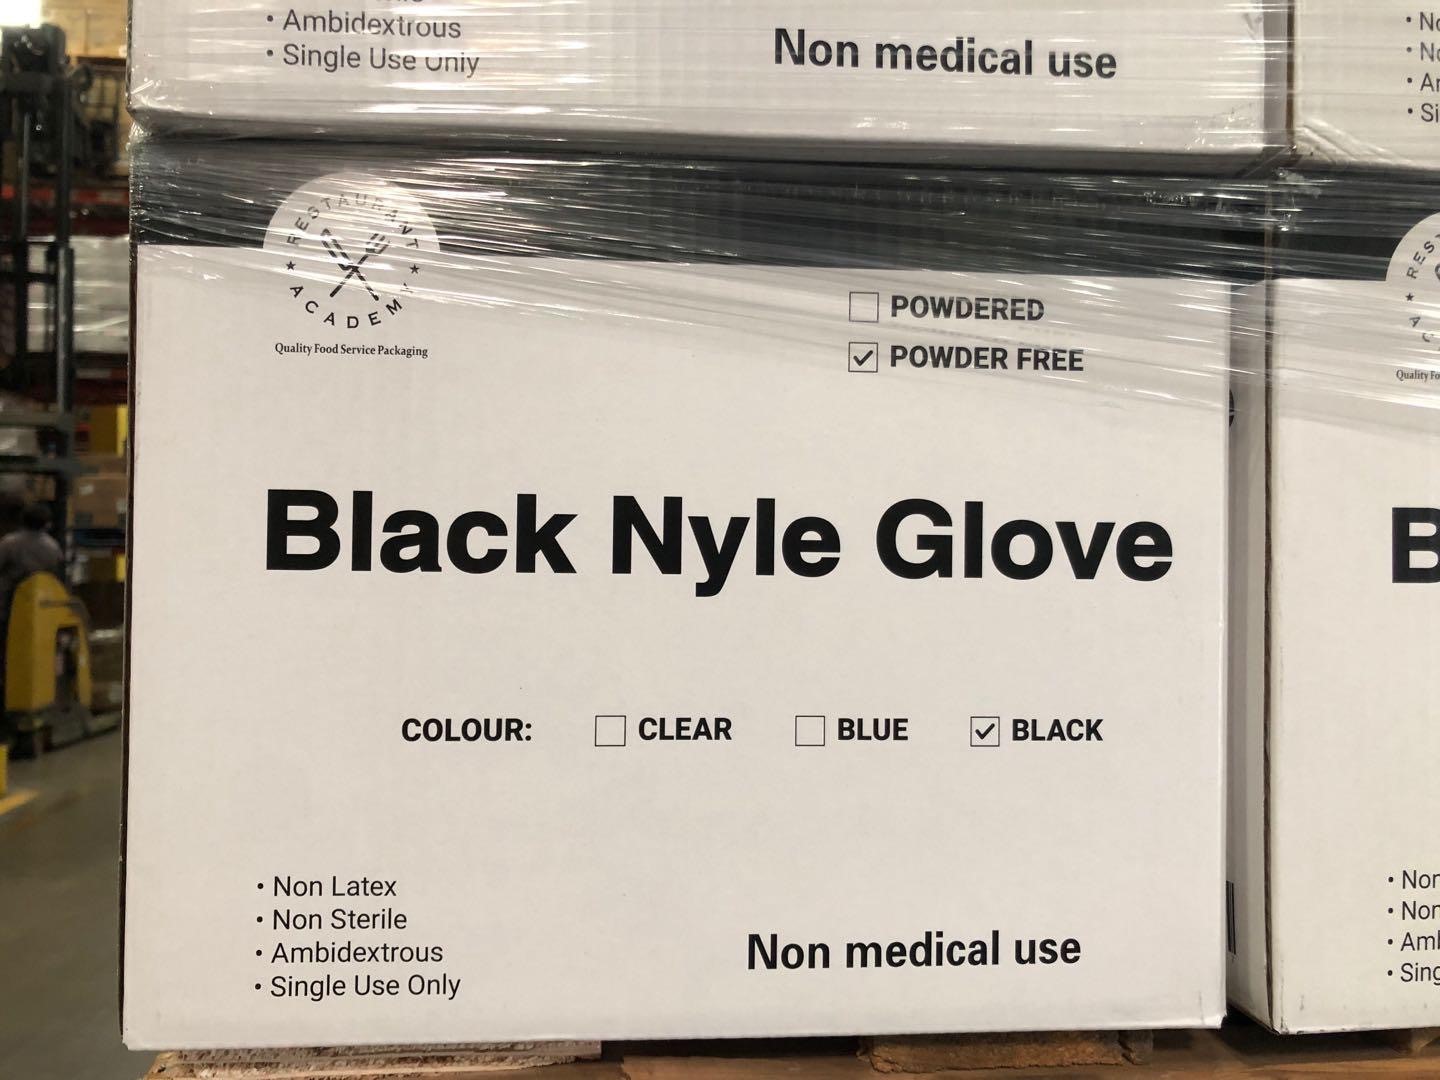 • Ambidextrous
• Single Use Only
Non medical use
RESTAURANT ACADEMY
Quality Food Service Packaging
POWDERED
POWDER FREE
Black Nyle Glove
COLOUR: CLEAR BLUE BLACK
• Non Latex
• Non Sterile
• Ambidextrous
• Single Use Only
Non medical use